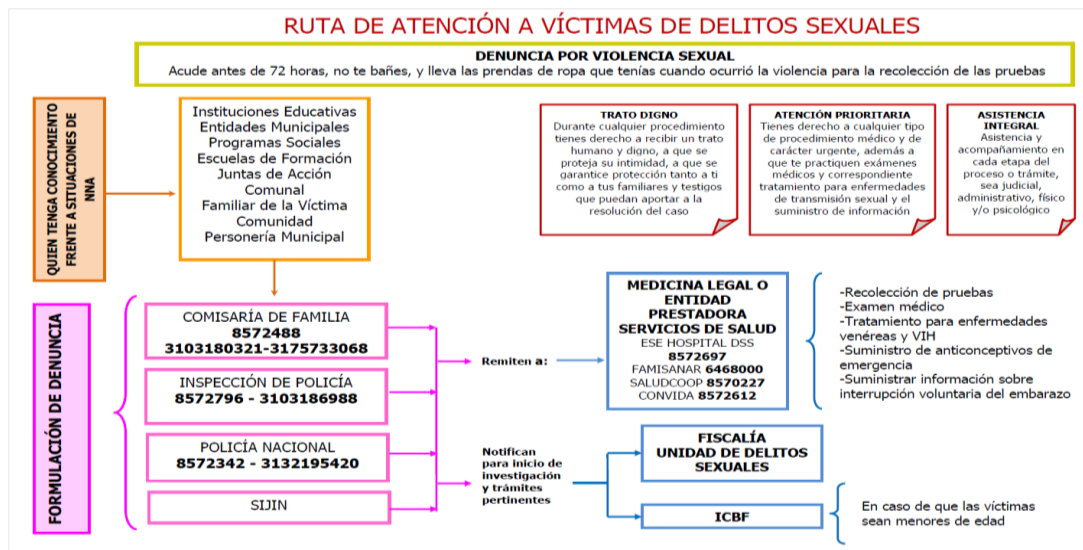 RUTA DE ATENCIÓN A VÍCTIMAS DE DELITOS SEXUALES
DENUNCIA POR VIOLENCIA SEXUAL
Acude antes de 72 horas, no te bañes, y lleva las prendas de ropa que tenías cuando ocurrió la violencia para la recolección de las pruebas
QUIEN TENGA CONOCIMIENTO
FRENTE A SITUACIONES DE
NNA
Instituciones Educativas
Entidades Municipales
Programas Sociales
Escuelas de Formación
Juntas de Acción
Comunal
Familiar de la Víctima
Comunidad
Personería Municipal
TRATO DIGNO
Durante cualquier procedimiento
tienes derecho a recibir un trato
humano y digno, a que se
proteja su intimidad, a que se
garantice protección tanto a ti
como a tus familiares y testigos
que puedan aportar a la
resolución del caso
ATENCIÓN PRIORITARIA
Tienes derecho a cualquier tipo
de procedimiento médico y de
carácter urgente, además a
que te practiquen exámenes
médicos y correspondiente
tratamiento para enfermedades
de transmisión sexual y el
suministro de información
ASISTENCIA
INTEGRAL
Asistencia y
acompañamiento en
cada etapa del
proceso o trámite,
sea judicial,
administrativo, físico
y/o psicológico
FORMULACIÓN DE DENUNCIA
COMISARÍA DE FAMILIA
8572488
3103180321-3175733068
INSPECCIÓN DE POLICÍA
8572796 - 3103186988
POLICÍA NACIONAL
8572342 - 3132195420
SIJIN
Remiten a:
MEDICINA LEGAL O
ENTIDAD
PRESTADORA
SERVICIOS DE SALUD
ESE HOSPITAL DSS
8572697
FAMISANAR 6468000
SALUDCOOP 8570227
CONVIDA 8572612
-Recolección de pruebas
-Examen médico
-Tratamiento para enfermedades
venéreas y VIH
-Suministro de anticonceptivos de
emergencia
-Suministrar información sobre
interrupción voluntaria del embarazo
Notifican
para inicio de
investigación
y trámites
pertinentes
FISCALÍA
UNIDAD DE DELITOS
SEXUALES
ICBF
En caso de que las víctimas
sean menores de edad